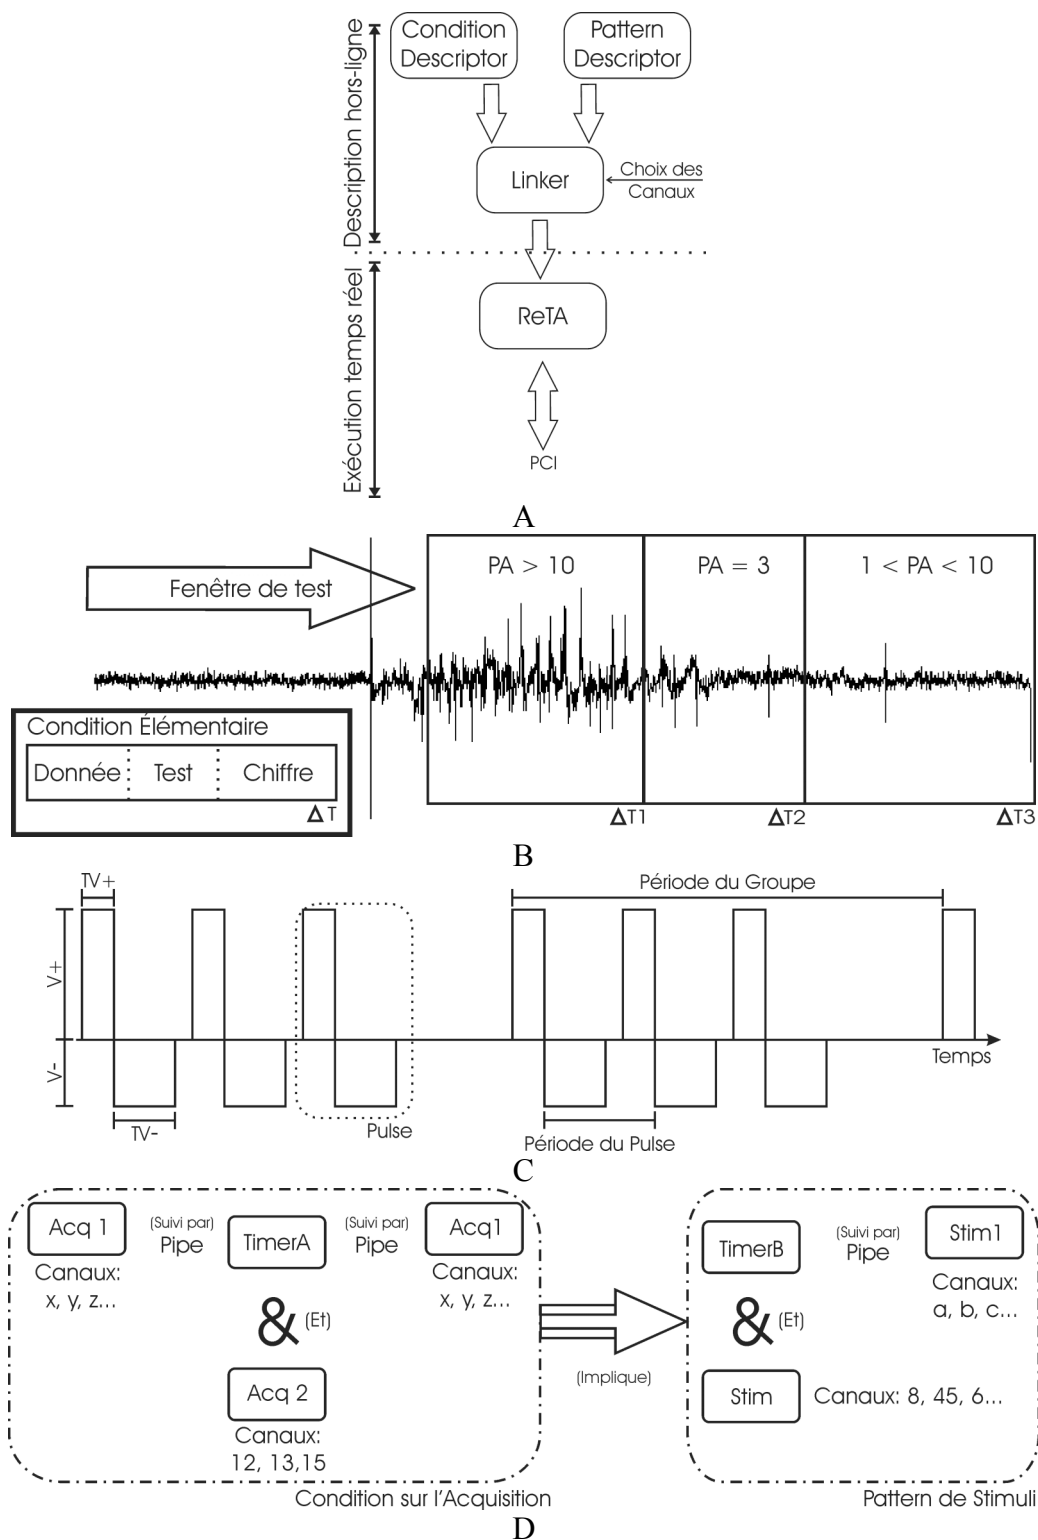 Description hors-ligne
Condition
Descriptor
Pattern
Descriptor
Linker
Choix des
Canaux
Exécution temps réel
ReTA
PCI
A
Fenêtre de test
PA > 10
PA = 3
1 < PA < 10
Condition Élémentaire
Donnée Test Chiffre
Δ T
ΔT1
ΔT2
ΔT3
B
TV+
Période du Groupe
V+
V-
Temps
TV-
Pulse
Période du Pulse
C
Acq 1
(Suivi par)
Pipe
TimerA
(Suivi par)
Pipe
Acq1
Canaux:
x, y, z...
Canaux:
x, y, z...
& (Et)
Acq 2
Canaux:
12, 13,15
Condition sur l'Acquisition
(Implique)
TimerB
(Suivi par)
Pipe
Stim1
Canaux:
a, b, c...
& (Et)
Stim
Canaux: 8, 45, 6...
Pattern de Stimuli
D